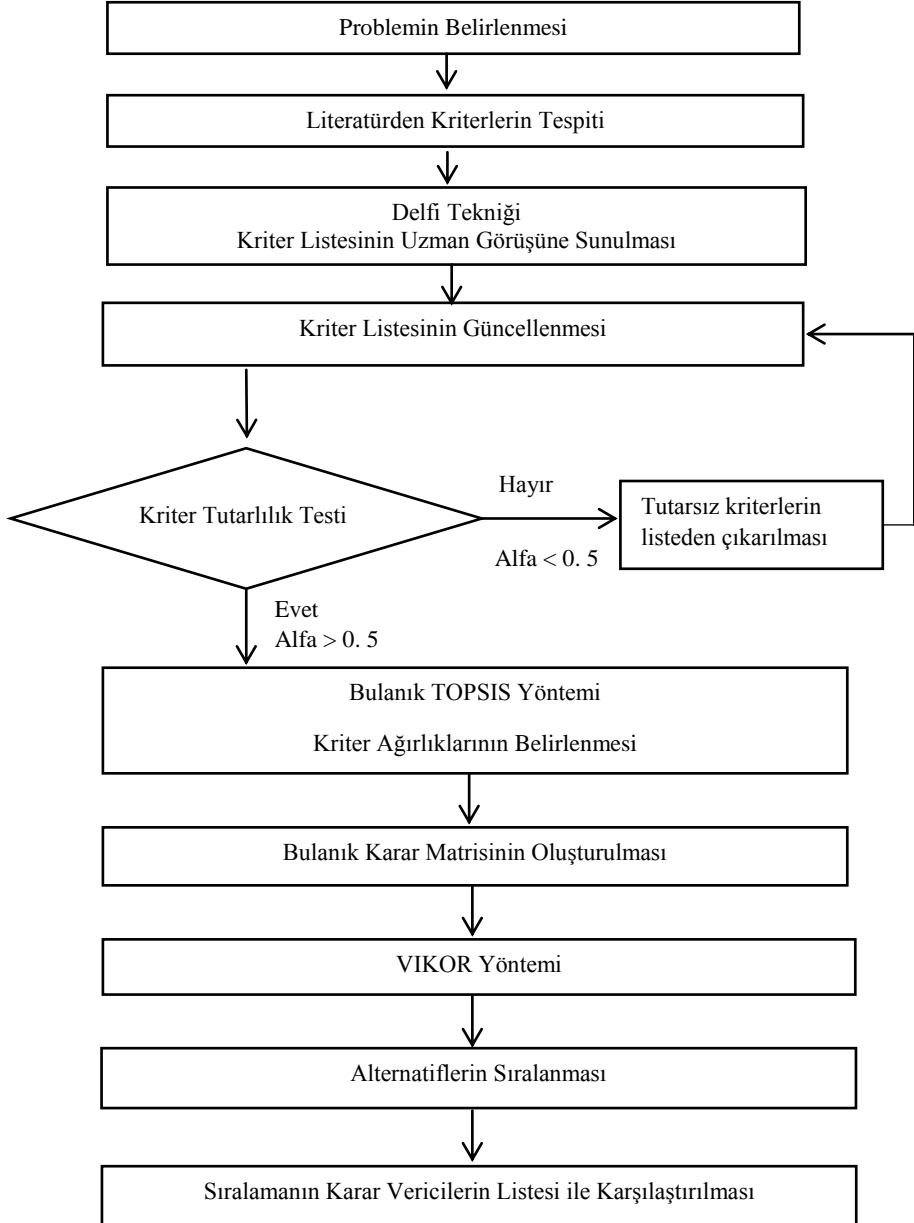 Problemin Belirlenmesi
Literatürden Kriterlerin Tespiti
Delfi Tekniği
Kriter Listesinin Uzman Görüşüne Sunulması
Kriter Listesinin Güncellenmesi
Kriter Tutarlılık Testi
Hayır
Alfa < 0. 5
Tutarsız kriterlerin
listeden çıkarılması
Evet
Alfa > 0. 5
Bulanık TOPSIS Yöntemi
Kriter Ağırlıklarının Belirlenmesi
Bulanık Karar Matrisinin Oluşturulması
VIKOR Yöntemi
Alternatiflerin Sıralanması
Sıralamanın Karar Vericilerin Listesi ile Karşılaştırılması